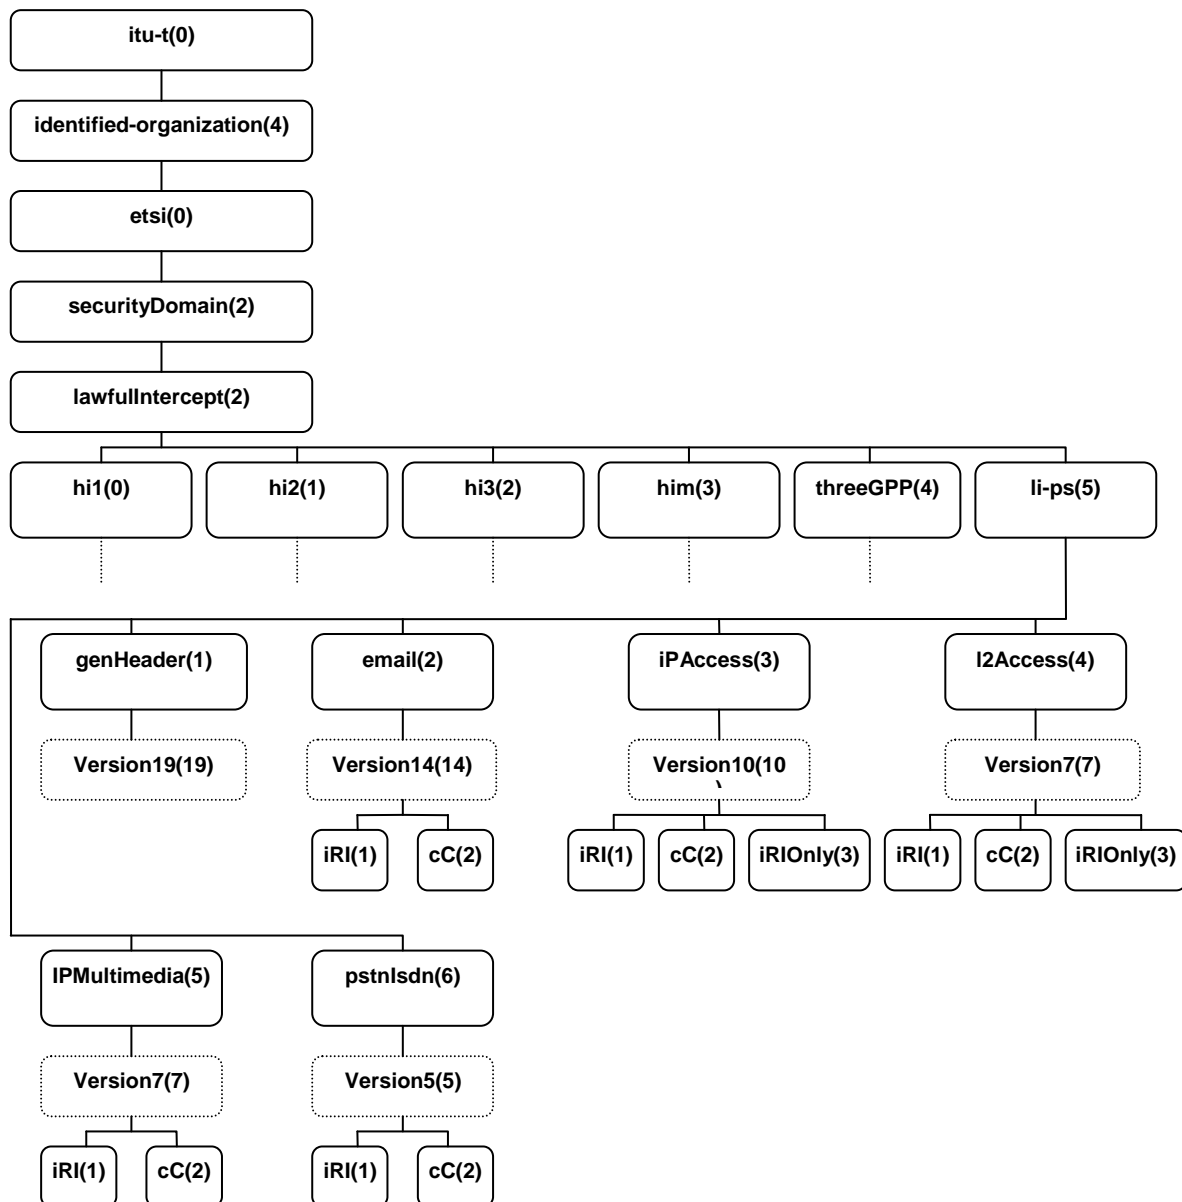 itu-t(0)
identified-organization(4)
etsi(0)
securityDomain(2)
lawfulIntercept(2)
hi1(0) hi2(1) hi3(2) him(3) threeGPP(4) li-ps(5)
genHeader(1) email(2) iPAccess(3) l2Access(4)
Version19(19) Version14(14) Version10(10 Version7(7)
)
iRI(1) cC(2) iRI(1) cC(2) iRIOnly(3) iRI(1) cC(2) iRIOnly(3)
IPMultimedia(5) pstnIsdn(6)
Version7(7) Version5(5)
iRI(1) cC(2) iRI(1) cC(2)